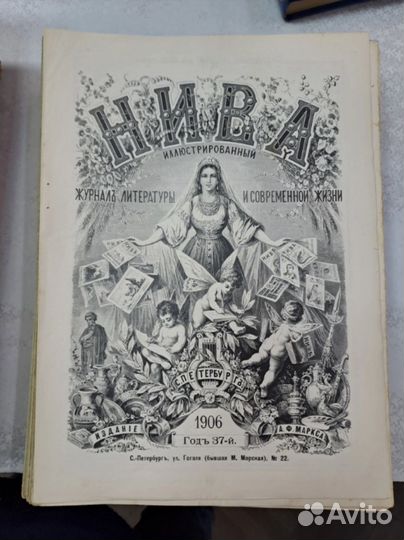 НИВА
ИЛЛЮСТРИРОВАННЫЙ
ЖУРНАЛЪ ЛИТЕРАТУРЫ И СОВРЕМЕННОЙ ЖИЗНИ
С. ПЕТЕРБУРГЪ
ИЗДАНІЕ А.Ф. МАРКСА
1906
Годъ 37-й.
С.-Петербургъ, ул. Гоголя (бывшая М. Морская), № 22.
Avito